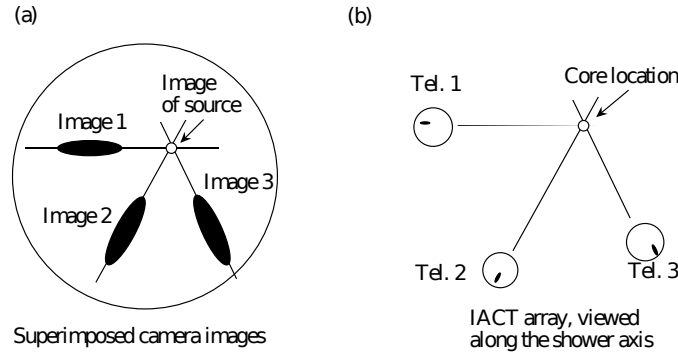 (a)
Image
of source
Image 1
Image 3
Image 2
Superimposed camera images
(b)
Tel. 1
Core location
Tel. 2
Tel. 3
IACT array, viewed
along the shower axis